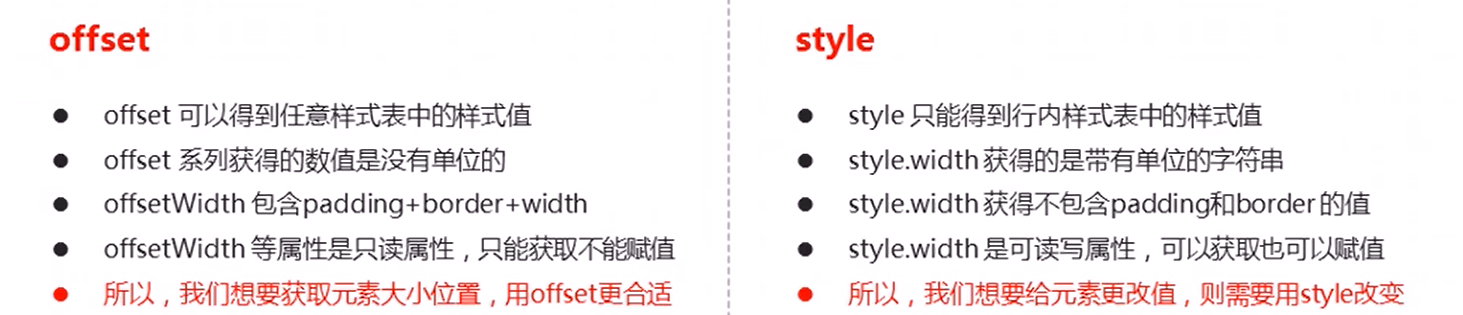 offset
offset 可以得到任意样式表中的样式值
offset 系列获得的数值是没有单位的
offsetWidth 包含padding+border+width
offsetWidth 等属性是只读属性，只能获取不能赋值
所以，我们想要获取元素大小位置，用offset更合适
style
style 只能得到行内样式表中的样式值
style.width 获得的是带有单位的字符串
style.width 获得不包含padding和border 的值
style.width 是可读写属性，可以获取也可以赋值
所以，我们想要给元素更改值，则需要用style改变